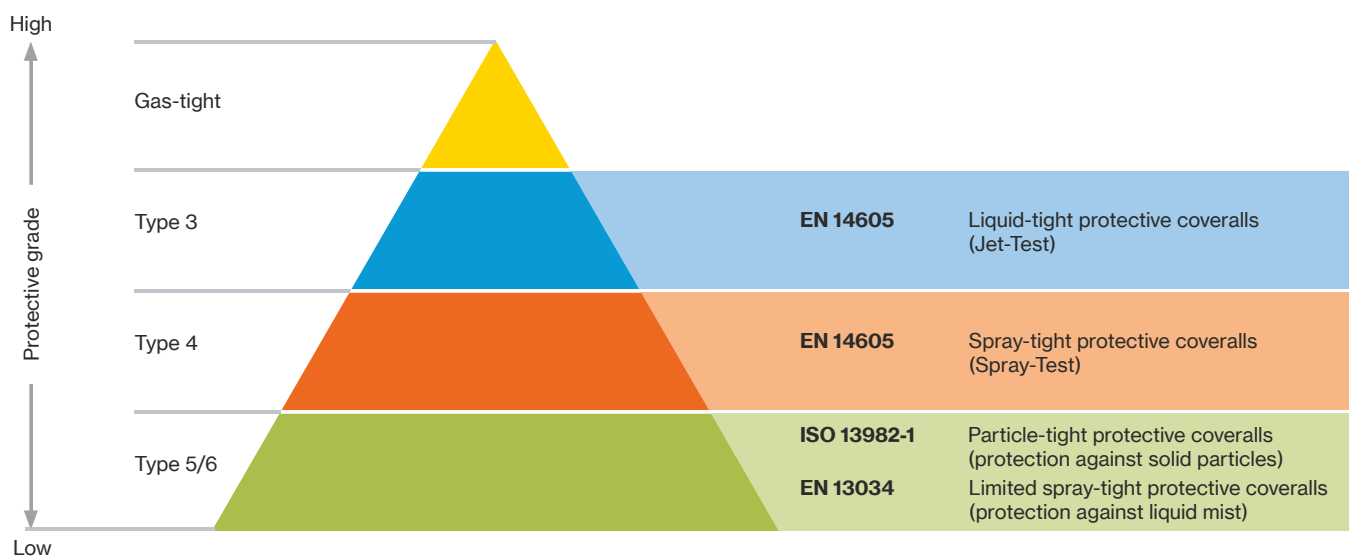 High
Gas-tight
Protective grade
Type 3
EN 14605
Liquid-tight protective coveralls
(Jet-Test)
Type 4
EN 14605
Spray-tight protective coveralls
(Spray-Test)
Type 5/6
ISO 13982-1
Particle-tight protective coveralls
(protection against solid particles)
EN 13034
Limited spray-tight protective coveralls
(protection against liquid mist)
Low